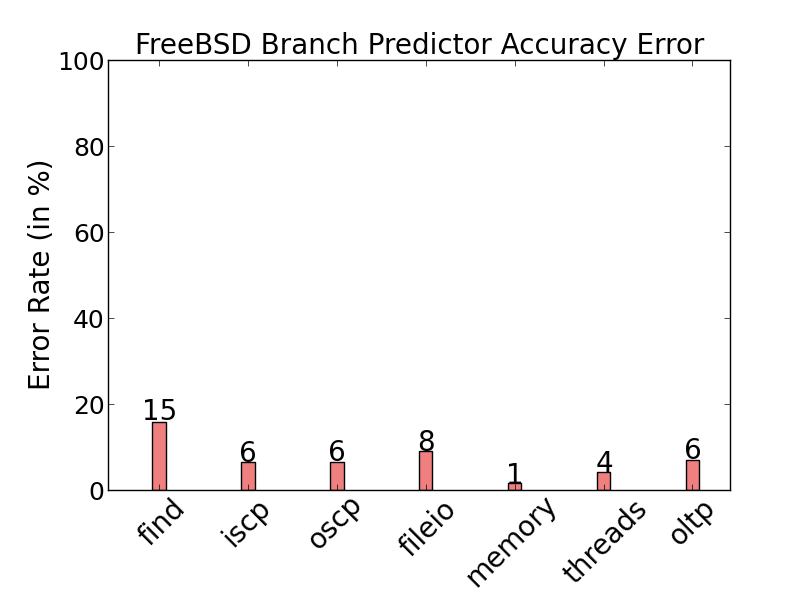 FreeBSD Branch Predictor Accuracy Error
Error Rate (in %)
100
80
60
40
20
0
15
6
6
8
1
4
6
find
iscp
oscp
fileio
memory
threads
oltp